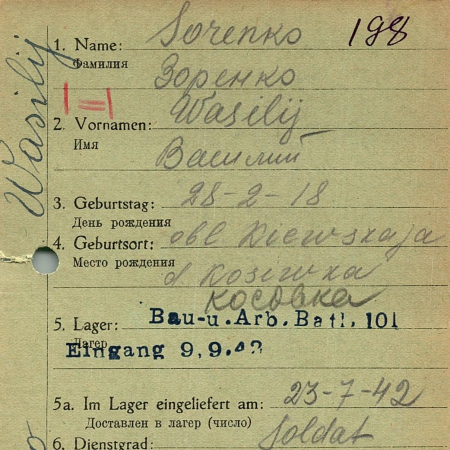 Sorenko
198
1. Name:
Фамилия
Зоренко
Wasilij
2. Vornamen:
Имя
Василий
Wasilij
3. Geburtstag: 28-2-18
День рождения
4. Geburtsort: obl Kiewskaja
Место рождения
d. Kosiwka
Косовка
5. Lager: Bau-u. Arb. Batl. 101
Лагерь
Eingang 9.9.42
5a. Im Lager eingeliefert am: 23-7-42
Доставлен в лагерь (число)
6. Dienstgrad: Soldat